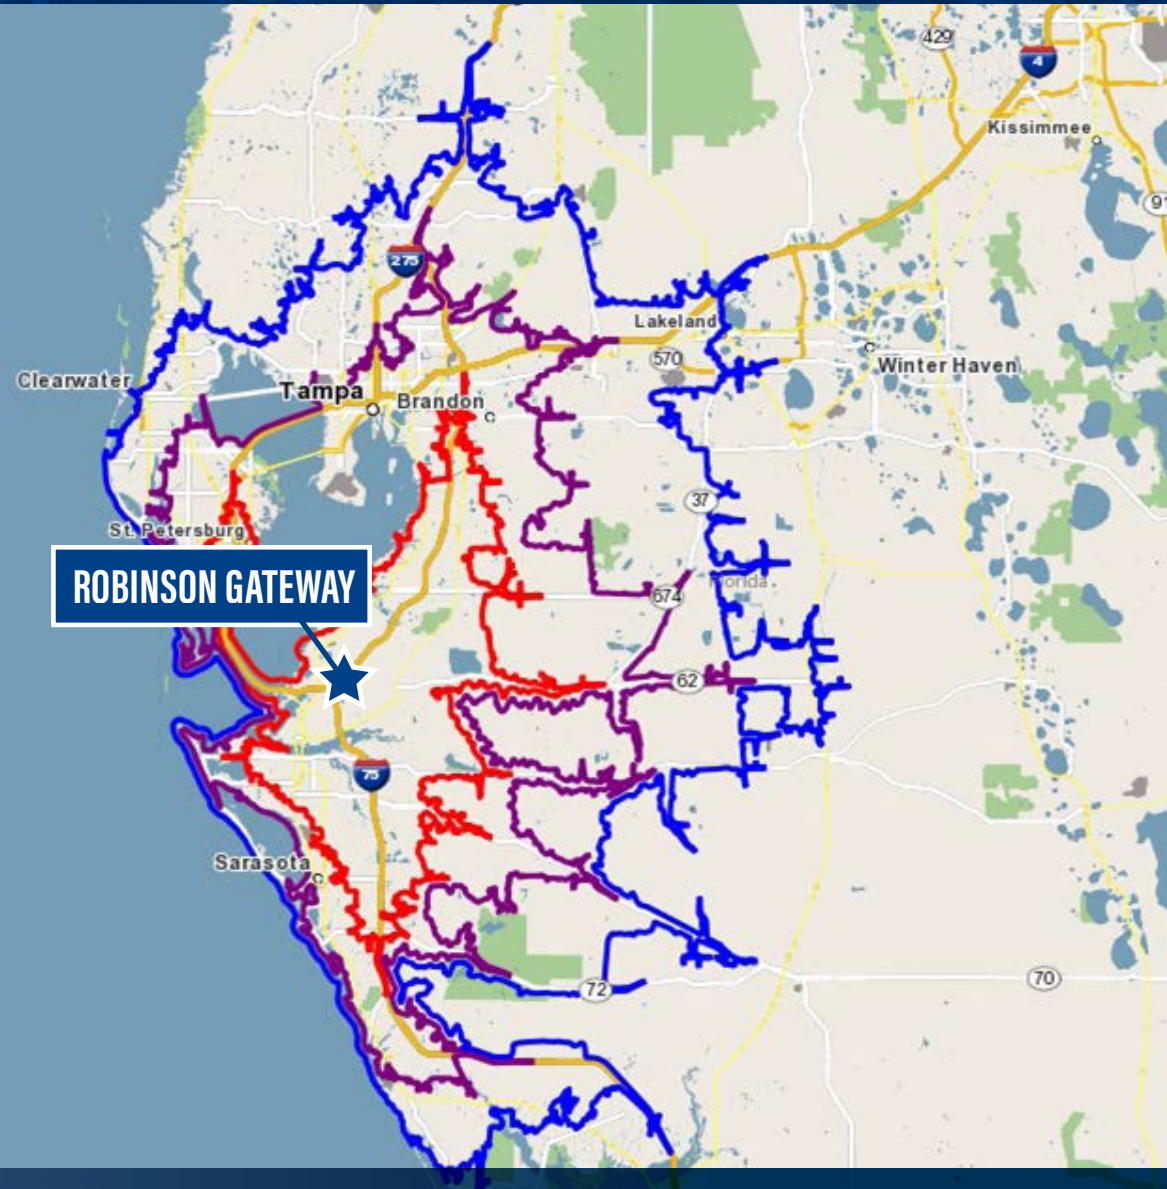 429
4
Kissimmee
91
275
Lakeland
570
Winter Haven
Clearwater
Tampa
Brandon
37
St. Petersburg
ROBINSON GATEWAY
Florida
674
62
75
Sarasota
72
70